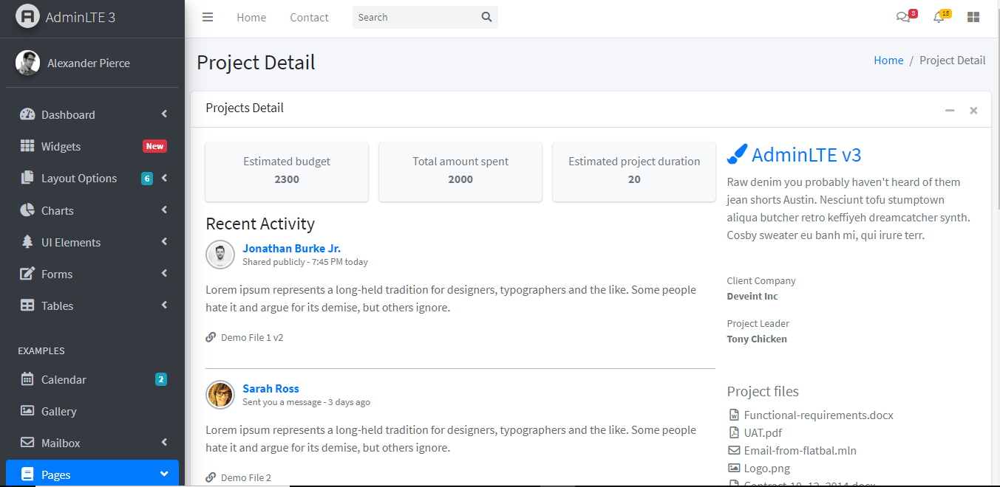 AdminLTE 3
Alexander Pierce
Dashboard
Widgets New
Layout Options 6
Charts
UI Elements
Forms
Tables
EXAMPLES
Calendar 2
Gallery
Mailbox
Pages
Home Contact Search
3 15
Project Detail
Home / Project Detail
Projects Detail
Estimated budget
2300
Total amount spent
2000
Estimated project duration
20
Recent Activity
Jonathan Burke Jr.
Shared publicly - 7:45 PM today
Lorem ipsum represents a long-held tradition for designers, typographers and the like. Some people
hate it and argue for its demise, but others ignore.
Demo File 1 v2
Sarah Ross
Sent you a message - 3 days ago
Lorem ipsum represents a long-held tradition for designers, typographers and the like. Some people
hate it and argue for its demise, but others ignore.
Demo File 2
AdminLTE v3
Raw denim you probably haven't heard of them
jean shorts Austin. Nesciunt tofu stumptown
aliqua butcher retro keffiyeh dreamcatcher synth.
Cosby sweater eu banh mi, qui irure terr.
Client Company
Deveint Inc
Project Leader
Tony Chicken
Project files
Functional-requirements.docx
UAT.pdf
Email-from-flatbal.mln
Logo.png
Contract-10_12_2014.docx